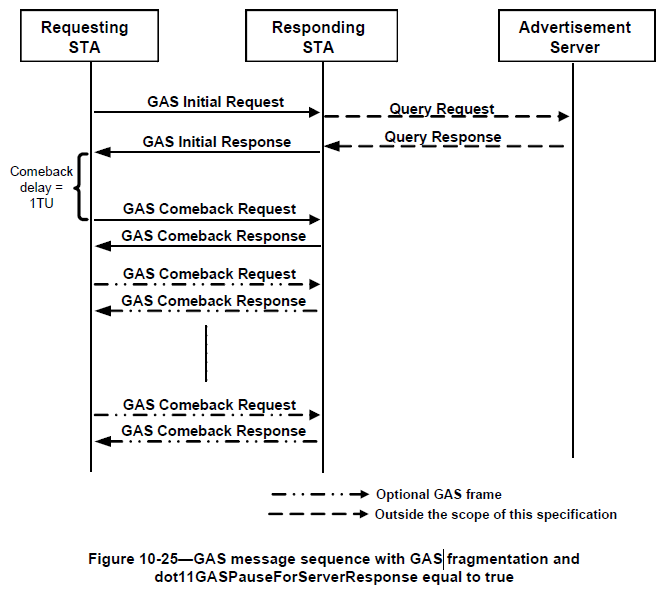 Requesting
STA
Responding
STA
Advertisement
Server
GAS Initial Request
Query Request
GAS Initial Response
Query Response
Comeback
delay =
1TU
GAS Comeback Request
GAS Comeback Response
GAS Comeback Request
GAS Comeback Response
GAS Comeback Request
GAS Comeback Response
Optional GAS frame
Outside the scope of this specification
Figure 10-25—GAS message sequence with GAS fragmentation and
dot11GASPauseForServerResponse equal to true